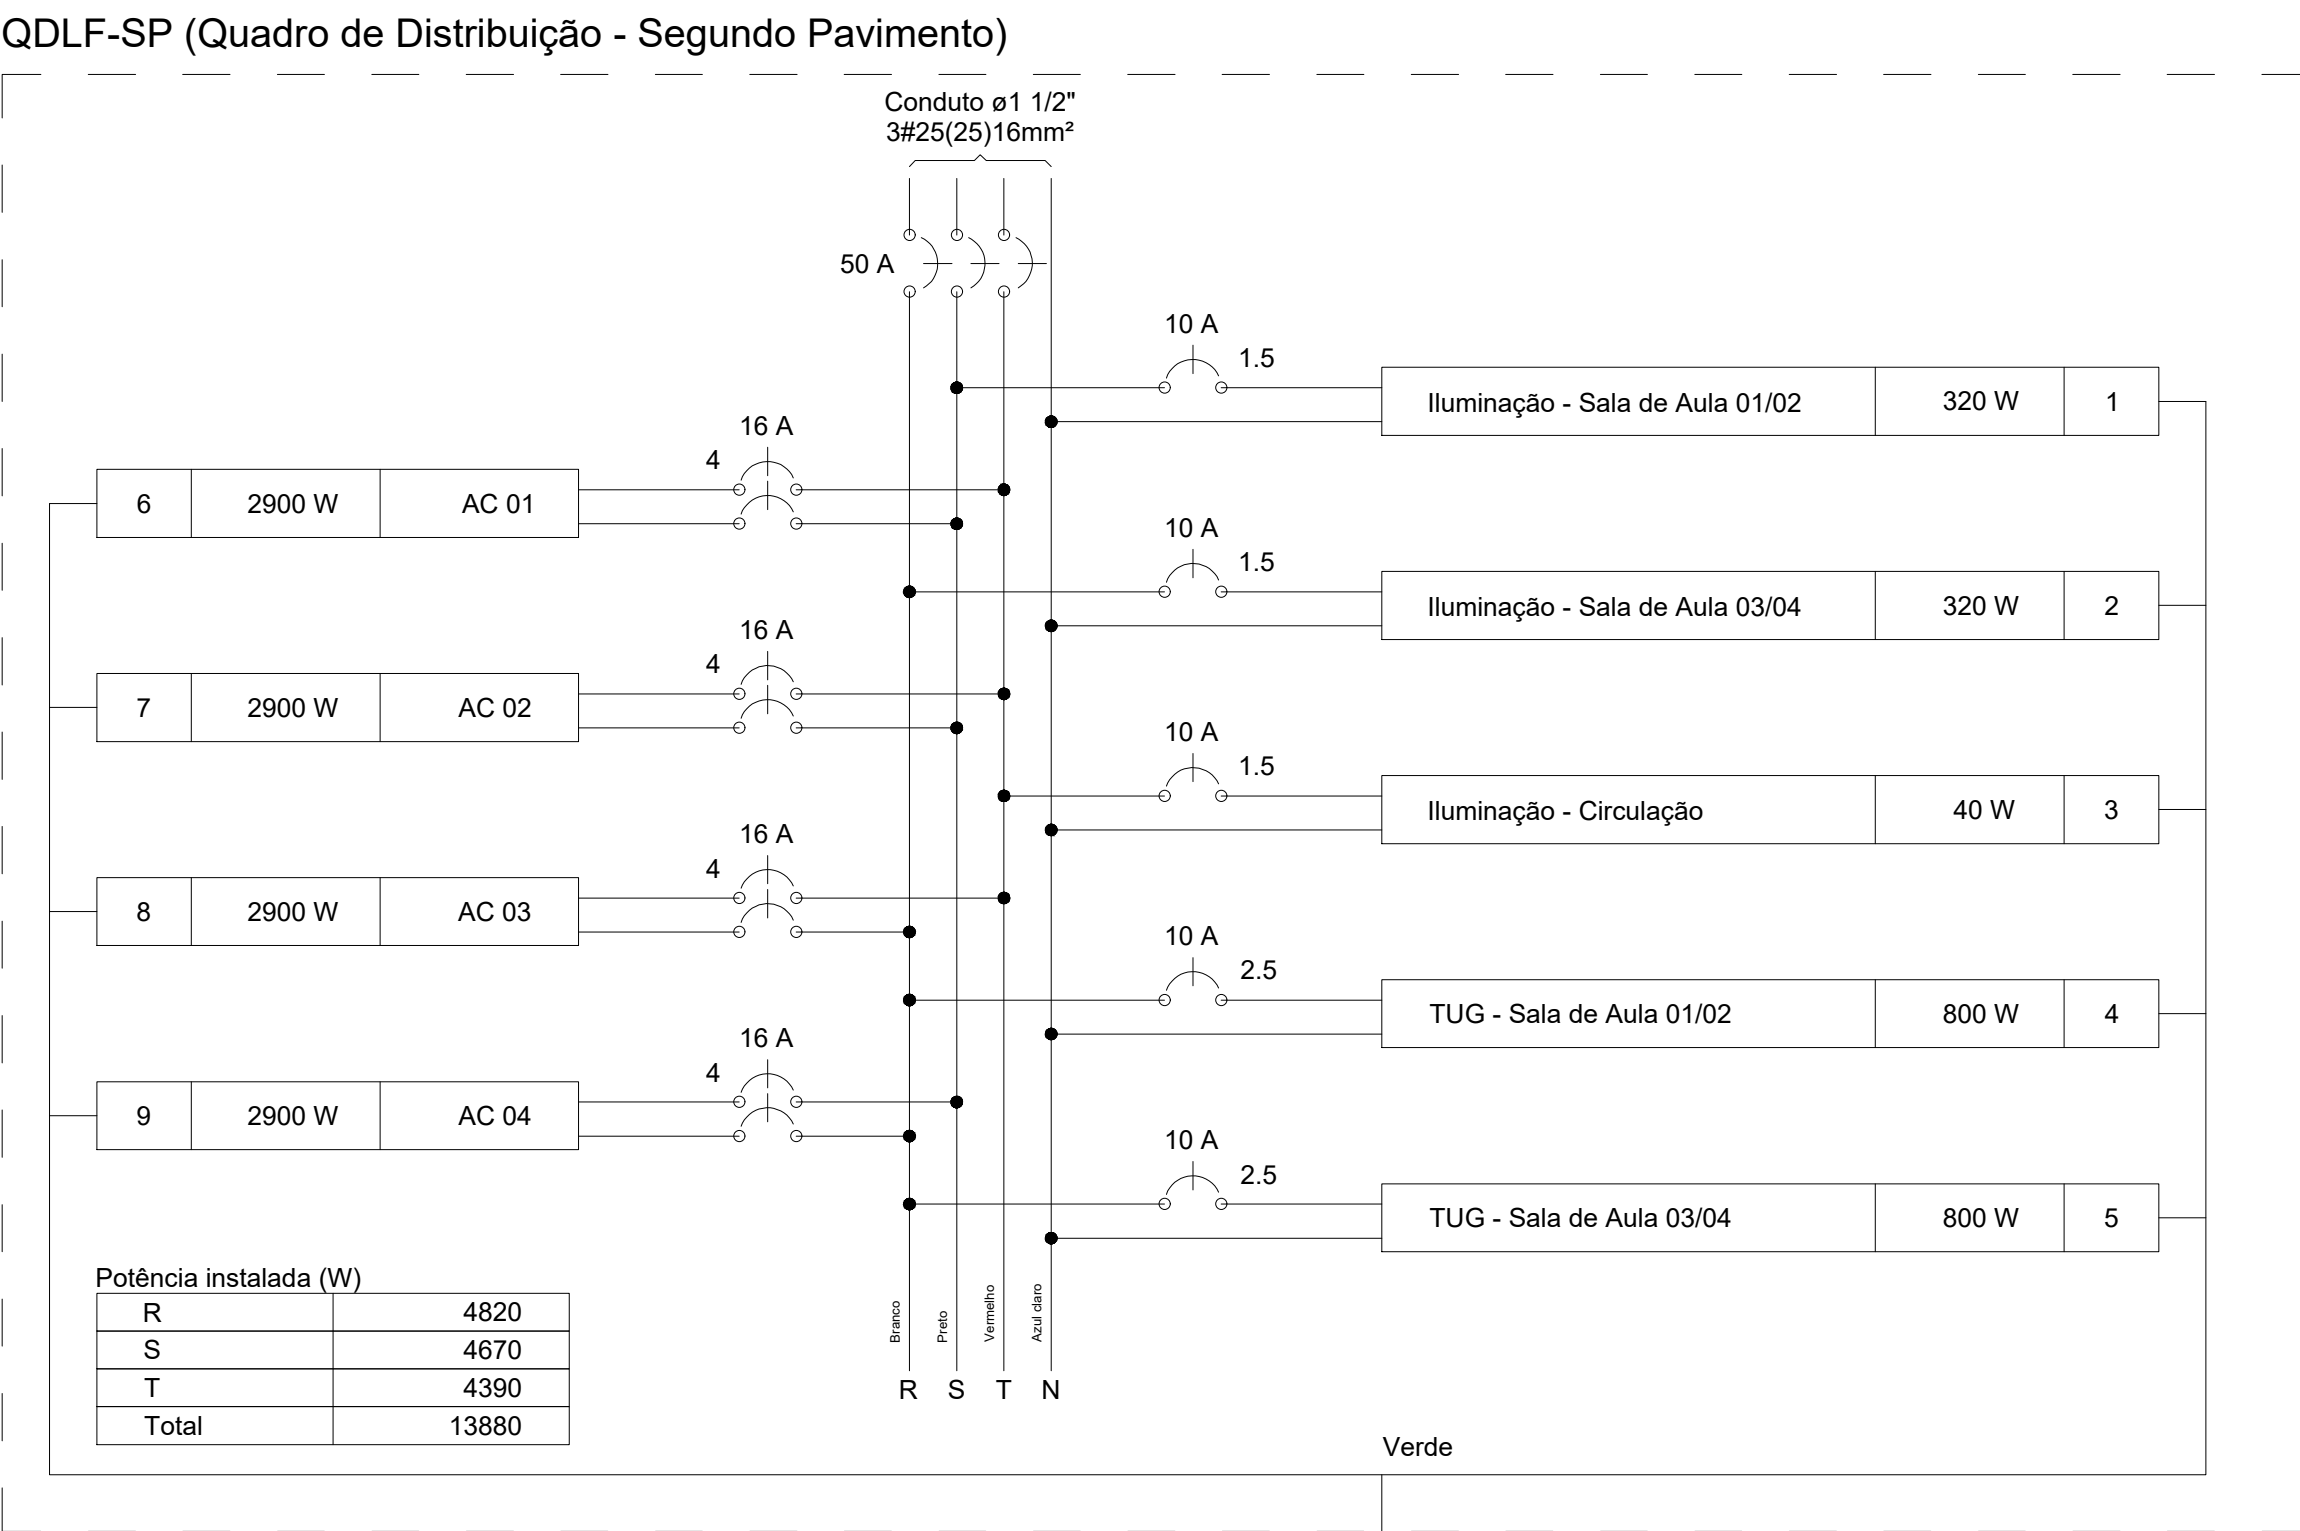 QDLF-SP (Quadro de Distribuição - Segundo Pavimento)
Conduto ø1 1/2"
3#25(25)16mm²
50 A
10 A
1.5
Iluminação - Sala de Aula 01/02 320 W 1
16 A
4
6 2900 W AC 01
10 A
1.5
Iluminação - Sala de Aula 03/04 320 W 2
16 A
4
7 2900 W AC 02
10 A
1.5
Iluminação - Circulação 40 W 3
16 A
4
8 2900 W AC 03
10 A
2.5
TUG - Sala de Aula 01/02 800 W 4
16 A
4
9 2900 W AC 04
10 A
2.5
TUG - Sala de Aula 03/04 800 W 5
Potência instalada (W)
R 4820
S 4670
T 4390
Total 13880
Branco
Preto
Vermelho
Azul claro
R S T N
Verde